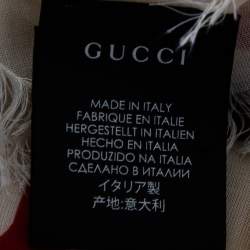 GUCCI
MADE IN ITALY
FABRIQUE EN ITALIE
HERGESTELLT IN ITALIEN
HECHO EN ITALIA
PRODUZIDO NA ITALIA
СДЕЛАНО В ИТАЛИИ
イタリア製
产地:意大利